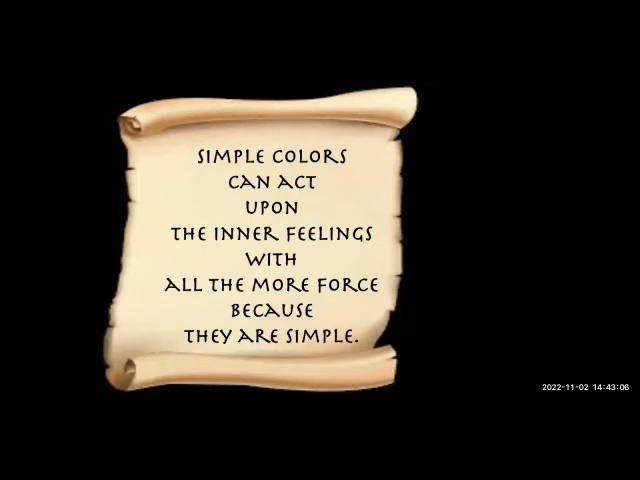 SIMPLE COLORS
CAN ACT
UPON
THE INNER FEELINGS
WITH
ALL THE MORE FORCE
BECAUSE
THEY ARE SIMPLE.
2022-11-02 14:43:06